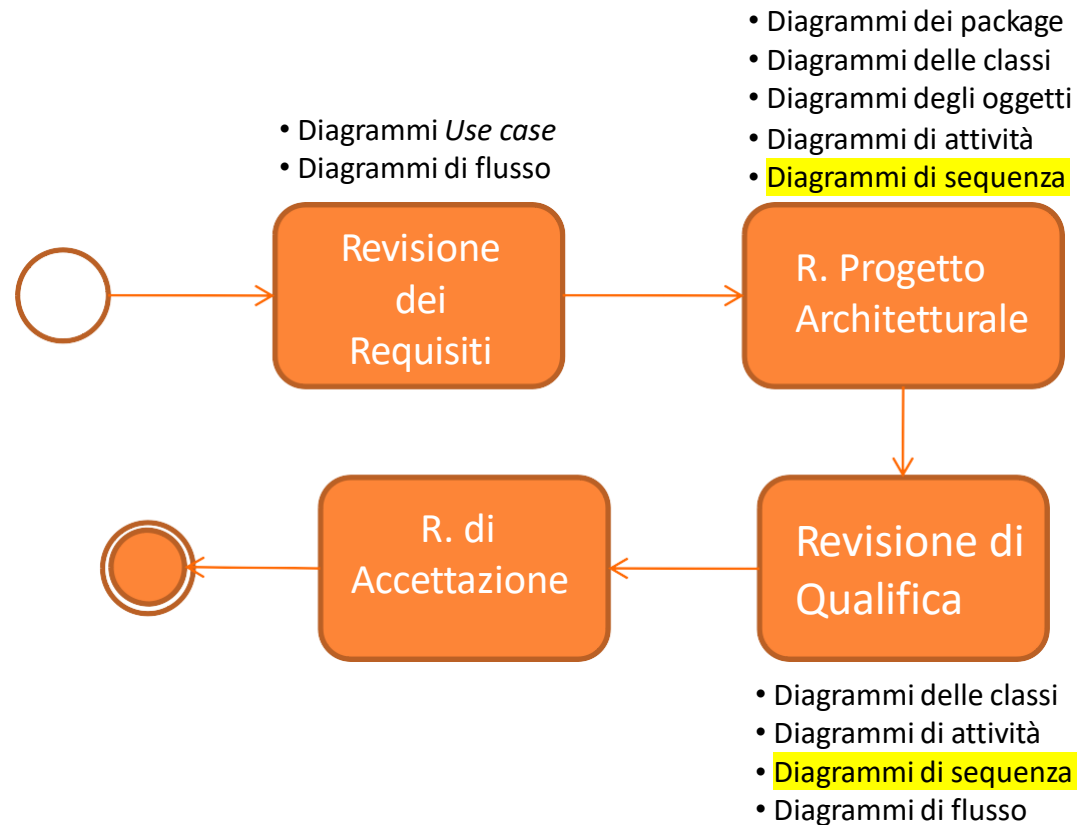 • Diagrammi Use case
• Diagrammi di flusso
Revisione
dei
Requisiti
• Diagrammi dei package
• Diagrammi delle classi
• Diagrammi degli oggetti
• Diagrammi di attività
• Diagrammi di sequenza
R. Progetto
Architetturale
Revisione di
Qualifica
• Diagrammi delle classi
• Diagrammi di attività
• Diagrammi di sequenza
• Diagrammi di flusso
R. di
Accettazione